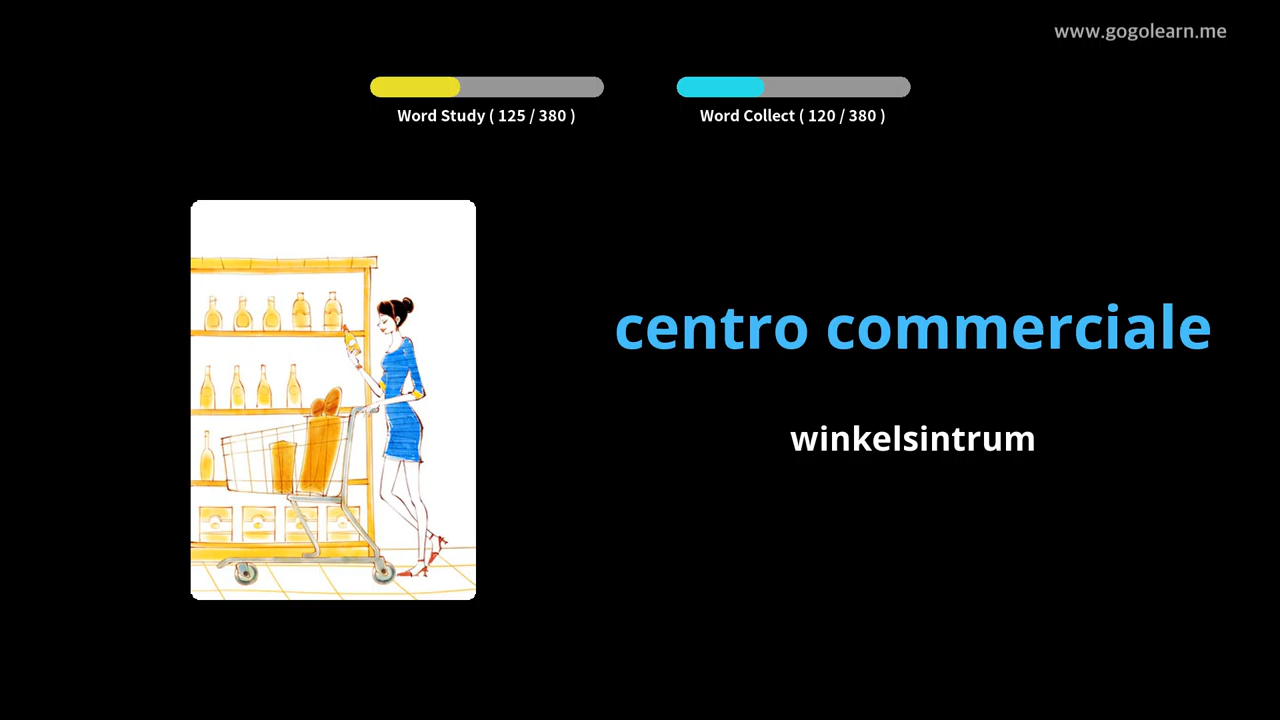 www.gogolearn.me
Word Study ( 125 / 380 )
Word Collect ( 120 / 380 )
centro commerciale
winkelsintrum